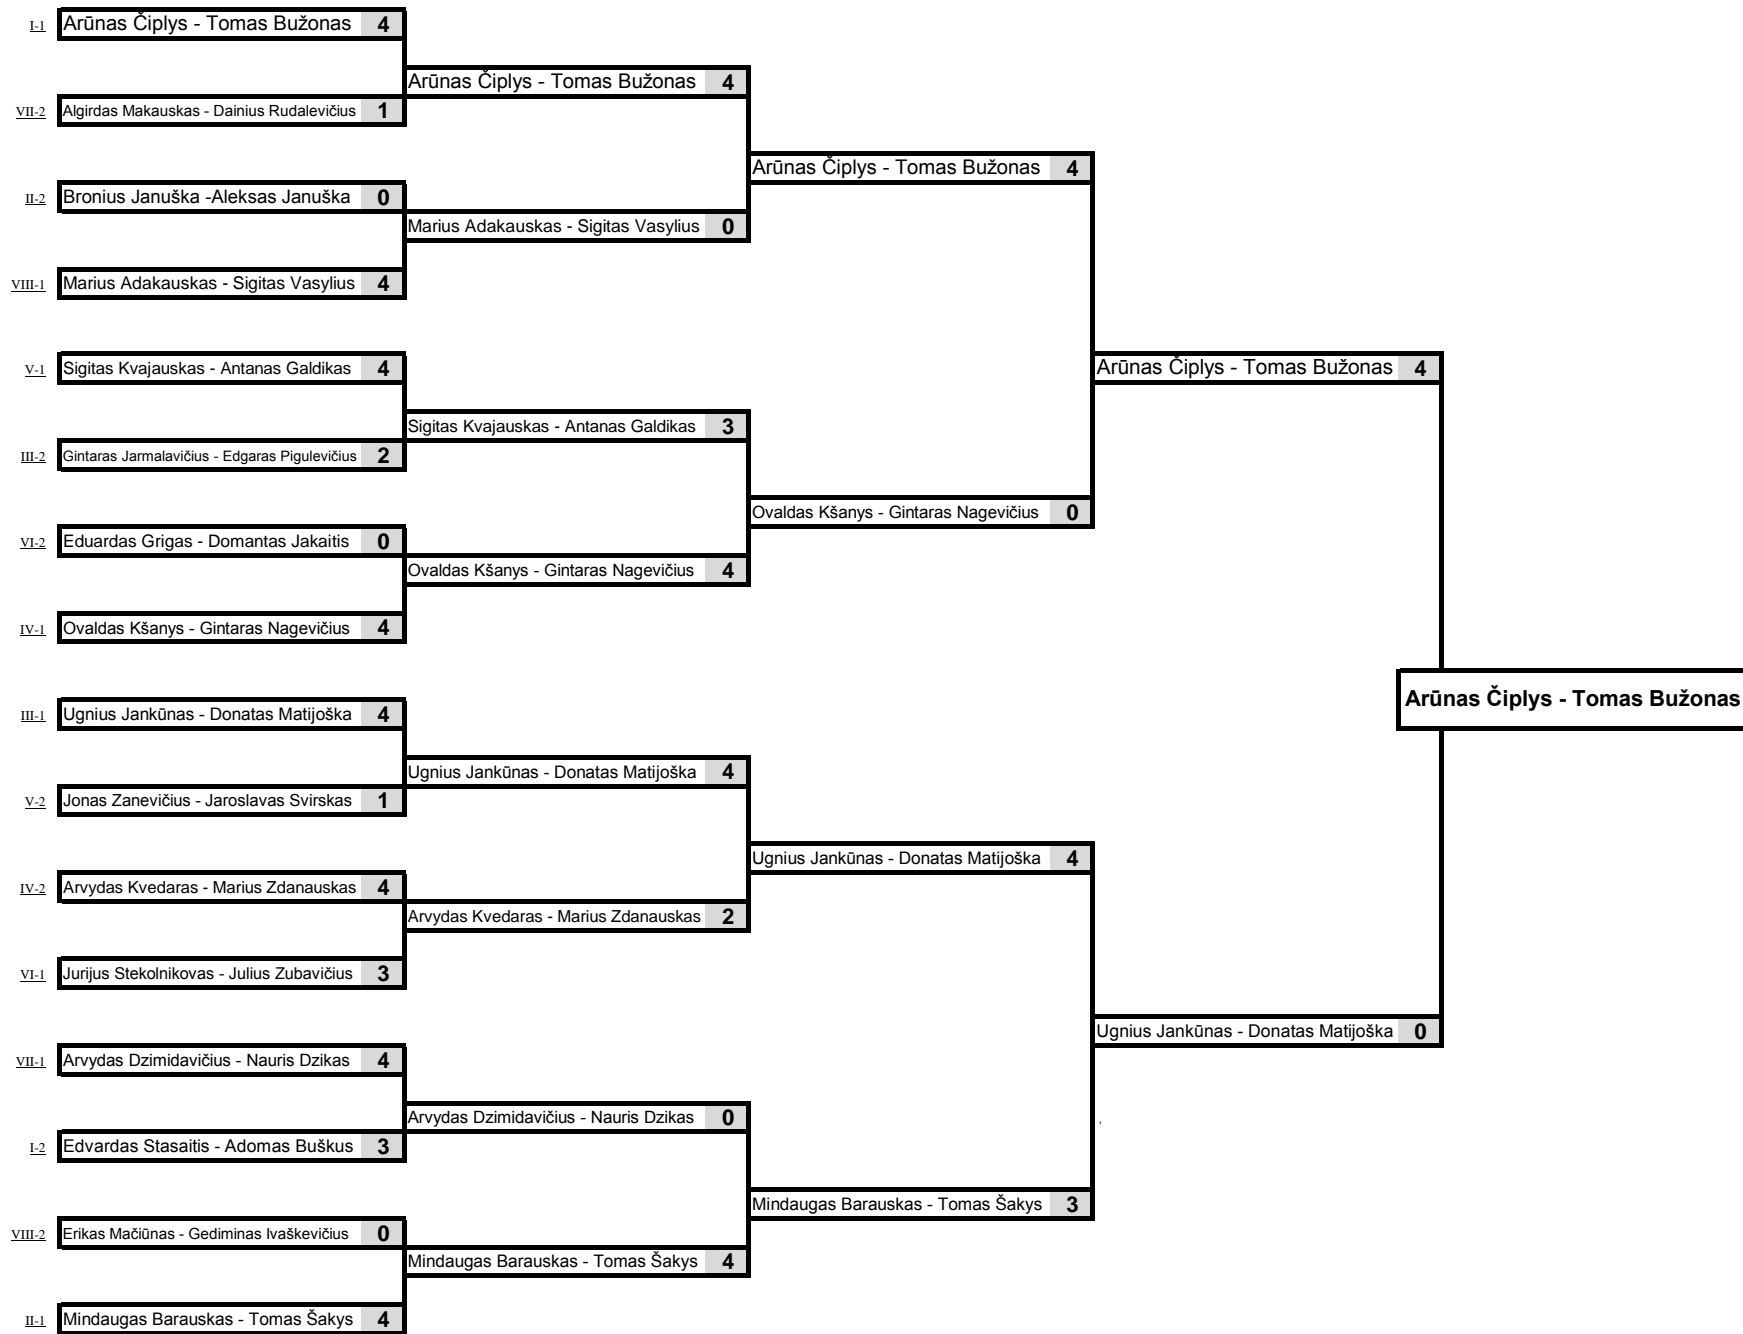 I-1 Arūnas Čiplys - Tomas Bužonas 4
Arūnas Čiplys - Tomas Bužonas 4
VII-2 Algirdas Makauskas - Dainius Rudalevičius 1
Arūnas Čiplys - Tomas Bužonas 4
II-2 Bronius Januška -Aleksas Januška 0
Marius Adakauskas - Sigitas Vasylius 0
VIII-1 Marius Adakauskas - Sigitas Vasylius 4
V-1 Sigitas Kvajauskas - Antanas Galdikas 4
Arūnas Čiplys - Tomas Bužonas 4
Sigitas Kvajauskas - Antanas Galdikas 3
III-2 Gintaras Jarmalavičius - Edgaras Pigulevičius 2
Ovaldas Kšanys - Gintaras Nagevičius 0
VI-2 Eduardas Grigas - Domantas Jakaitis 0
Ovaldas Kšanys - Gintaras Nagevičius 4
IV-1 Ovaldas Kšanys - Gintaras Nagevičius 4
Arūnas Čiplys - Tomas Bužonas
III-1 Ugnius Jankūnas - Donatas Matijoška 4
Ugnius Jankūnas - Donatas Matijoška 4
V-2 Jonas Zanevičius - Jaroslavas Svirskas 1
Ugnius Jankūnas - Donatas Matijoška 4
IV-2 Arvydas Kvedaras - Marius Zdanauskas 4
Arvydas Kvedaras - Marius Zdanauskas 2
VI-1 Jurijus Stekolnikovas - Julius Zubavičius 3
Ugnius Jankūnas - Donatas Matijoška 0
VII-1 Arvydas Dzimidavičius - Nauris Dzikas 4
Arvydas Dzimidavičius - Nauris Dzikas 0
,
I-2 Edvardas Stasaitis - Adomas Buškus 3
Mindaugas Barauskas - Tomas Šakys 3
VIII-2 Erikas Mačiūnas - Gediminas Ivaškevičius 0
Mindaugas Barauskas - Tomas Šakys 4
II-1 Mindaugas Barauskas - Tomas Šakys 4